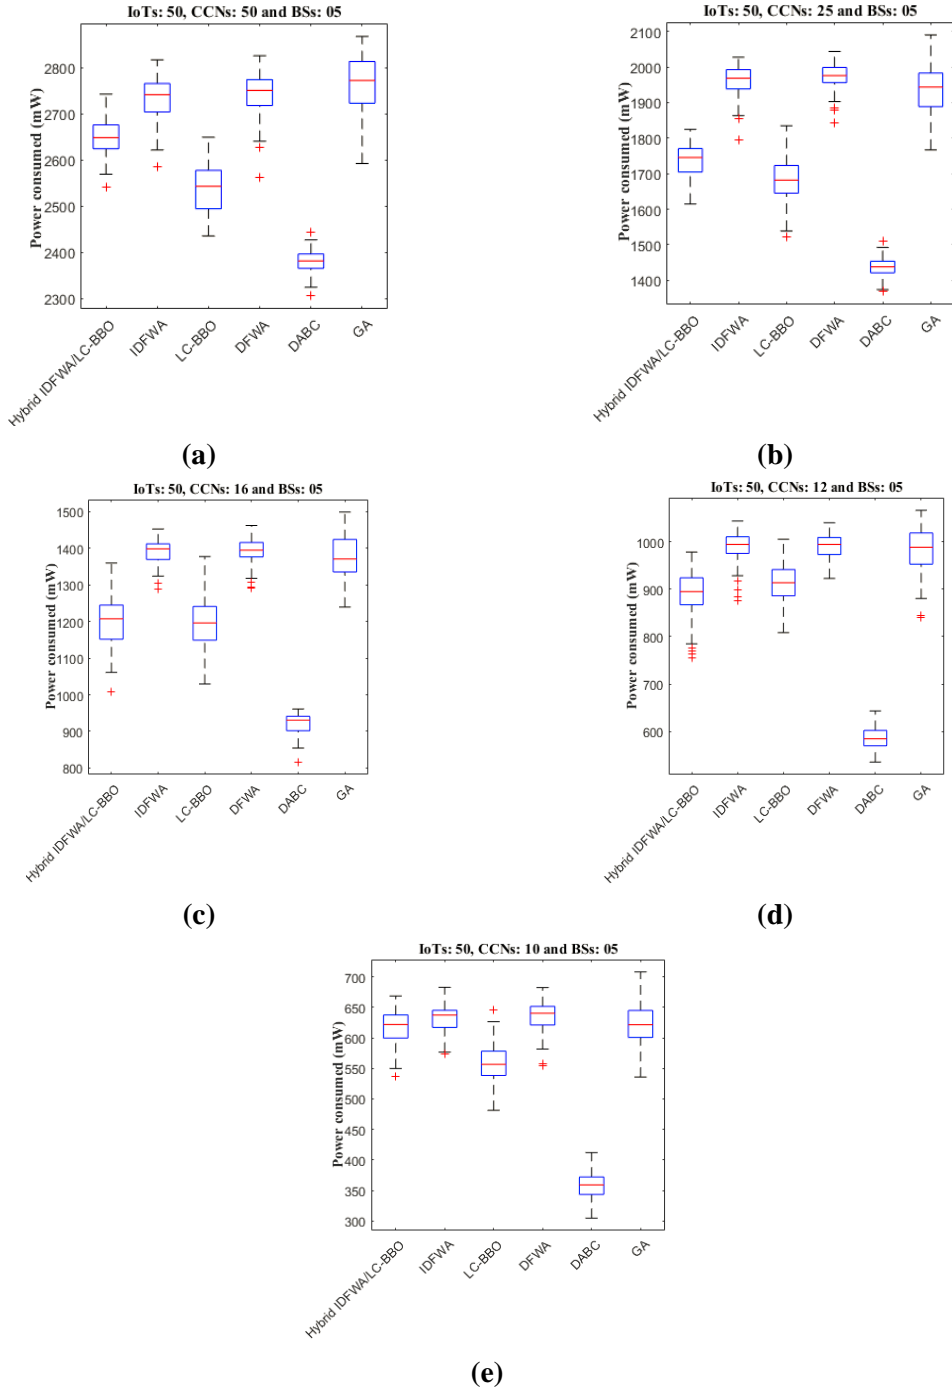 IoTs: 50, CCNs: 50 and BSs: 05
Power consumed (mW)
2800
2700
2600
2500
2400
2300
Hybrid IDFWA/LC-BBO
IDFWA
LC-BBO
DFWA
DABC
GA
(a)
IoTs: 50, CCNs: 25 and BSs: 05
Power consumed (mW)
2100
2000
1900
1800
1700
1600
1500
1400
Hybrid IDFWA/LC-BBO
IDFWA
LC-BBO
DFWA
DABC
GA
(b)
IoTs: 50, CCNs: 16 and BSs: 05
Power consumed (mW)
1500
1400
1300
1200
1100
1000
900
800
Hybrid IDFWA/LC-BBO
IDFWA
LC-BBO
DFWA
DABC
GA
(c)
IoTs: 50, CCNs: 12 and BSs: 05
Power consumed (mW)
1000
900
800
700
600
Hybrid IDFWA/LC-BBO
IDFWA
LC-BBO
DFWA
DABC
GA
(d)
IoTs: 50, CCNs: 10 and BSs: 05
Power consumed (mW)
700
650
600
550
500
450
400
350
300
Hybrid IDFWA/LC-BBO
IDFWA
LC-BBO
DFWA
DABC
GA
(e)